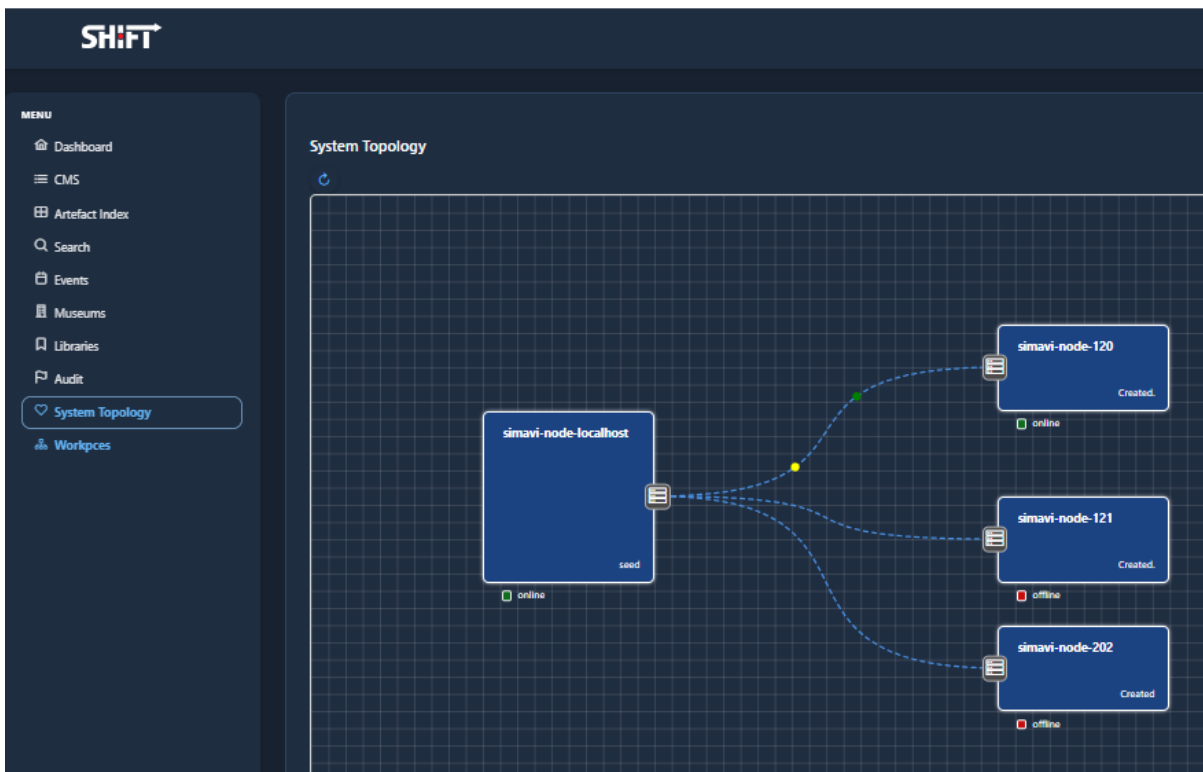 SHiFT
MENU
Dashboard
CMS
Artefact Index
Search
Events
Museums
Libraries
Audit
System Topology
Workpces
System Topology
simavi-node-localhost
seed
online
simavi-node-120
Created.
online
simavi-node-121
Created.
offline
simavi-node-202
Created
offline